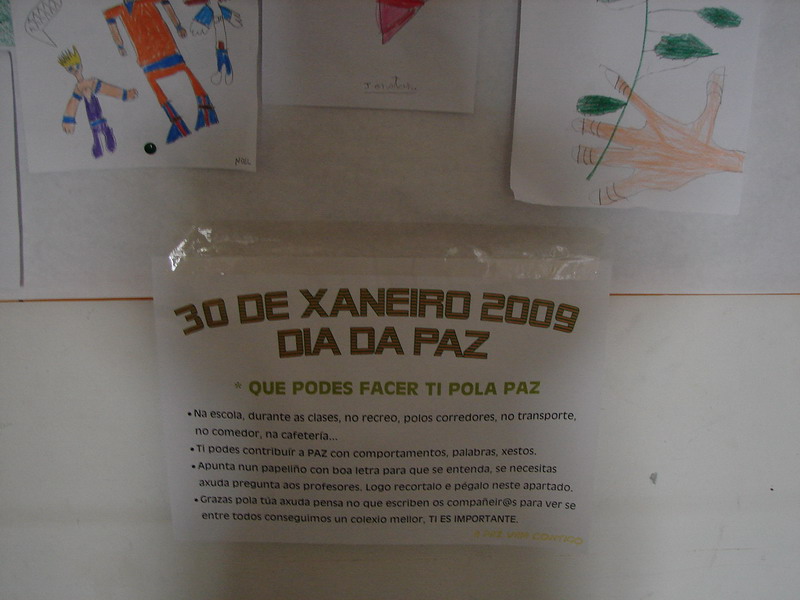 NOEL
30 DE XANEIRO 2009
DIA DA PAZ
* QUE PODES FACER TI POLA PAZ
• Na escola, durante as clases, no recreo, polos corredores, no transporte,
no comedor, na cafetería...
• Ti podes contribuír a PAZ con comportamentos, palabras, xestos.
• Apunta nun papeliño con boa letra para que se entenda, se necesitas
axuda pregunta aos profesores. Logo recortalo e pégalo neste apartado.
• Grazas pola túa axuda pensa no que escriben os compañeir@s para ver se
entre todos conseguimos un colexio mellor, TI ES IMPORTANTE.